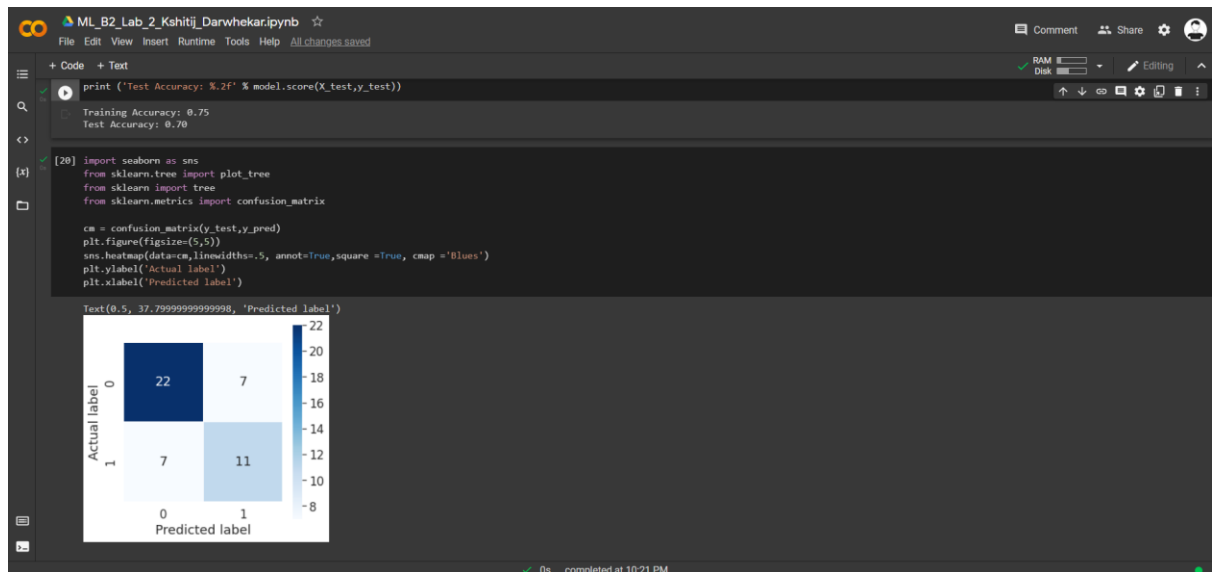 ML_B2_Lab_2_Kshitij_Darwhekar.ipynb
Comment Share
File Edit View Insert Runtime Tools Help All changes saved
+ Code + Text
RAM
Disk
Editing
print ('Test Accuracy: %.2f' % model.score(X_test,y_test))
Training Accuracy: 0.75
Test Accuracy: 0.70
[20] import seaborn as sns
from sklearn.tree import plot_tree
from sklearn import tree
from sklearn.metrics import confusion_matrix
cm = confusion_matrix(y_test,y_pred)
plt.figure(figsize=(5,5))
sns.heatmap(data=cm,linewidths=.5, annot=True,square =True, cmap ='Blues')
plt.ylabel('Actual label')
plt.xlabel('Predicted label')
Text(0.5, 37.79999999999998, 'Predicted label')
22
20
18
16
14
12
10
8
Actual label
0
22 7
1
7 11
0 1
Predicted label
0s completed at 10:21 PM